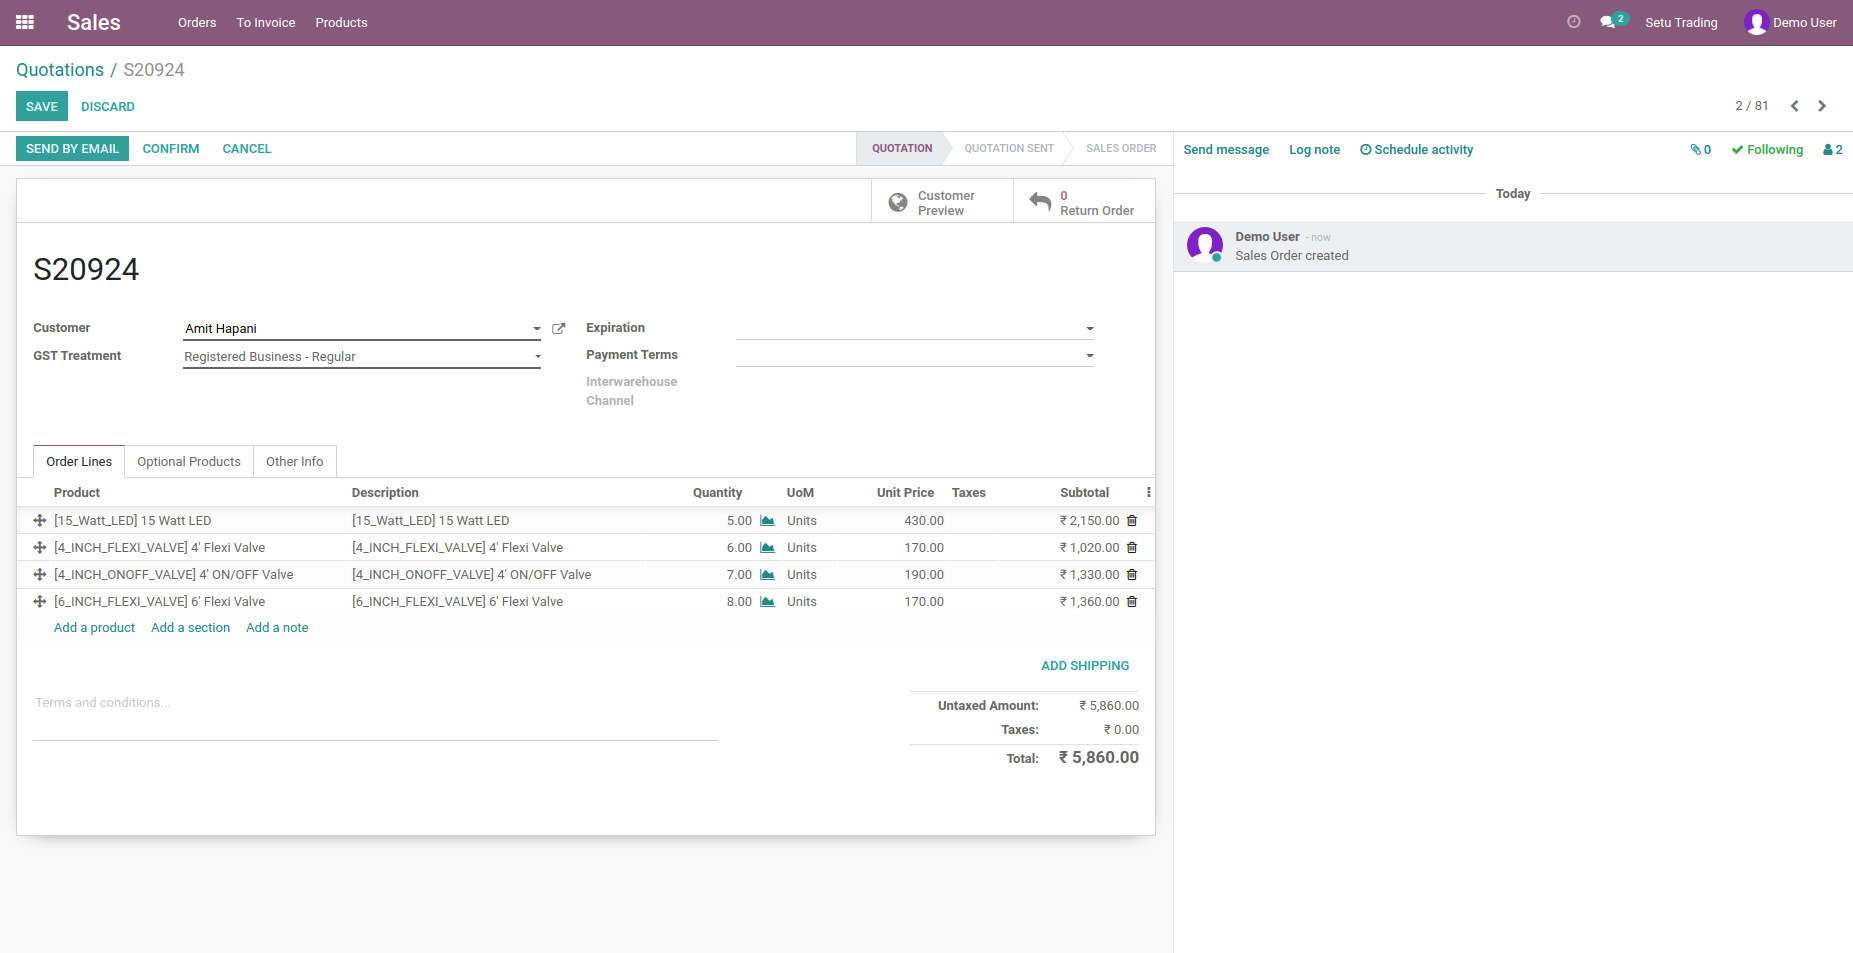 Sales Orders To Invoice Products 2 Setu Trading Demo User
Quotations / S20924
SAVE DISCARD 2 / 81
SEND BY EMAIL CONFIRM CANCEL QUOTATION QUOTATION SENT SALES ORDER
Send message Log note Schedule activity 0 Following 2
Today
Demo User - now
Sales Order created
Customer
Preview
0
Return Order
S20924
Customer Amit Hapani
GST Treatment Registered Business - Regular
Expiration
Payment Terms
Interwarehouse
Channel
Order Lines Optional Products Other Info
Product Description Quantity UoM Unit Price Taxes Subtotal
[15_Watt_LED] 15 Watt LED [15_Watt_LED] 15 Watt LED 5.00 Units 430.00 ₹ 2,150.00
[4_INCH_FLEXI_VALVE] 4' Flexi Valve [4_INCH_FLEXI_VALVE] 4' Flexi Valve 6.00 Units 170.00 ₹ 1,020.00
[4_INCH_ONOFF_VALVE] 4' ON/OFF Valve [4_INCH_ONOFF_VALVE] 4' ON/OFF Valve 7.00 Units 190.00 ₹ 1,330.00
[6_INCH_FLEXI_VALVE] 6' Flexi Valve [6_INCH_FLEXI_VALVE] 6' Flexi Valve 8.00 Units 170.00 ₹ 1,360.00
Add a product Add a section Add a note
ADD SHIPPING
Terms and conditions...
Untaxed Amount: ₹ 5,860.00
Taxes: ₹ 0.00
Total: ₹ 5,860.00